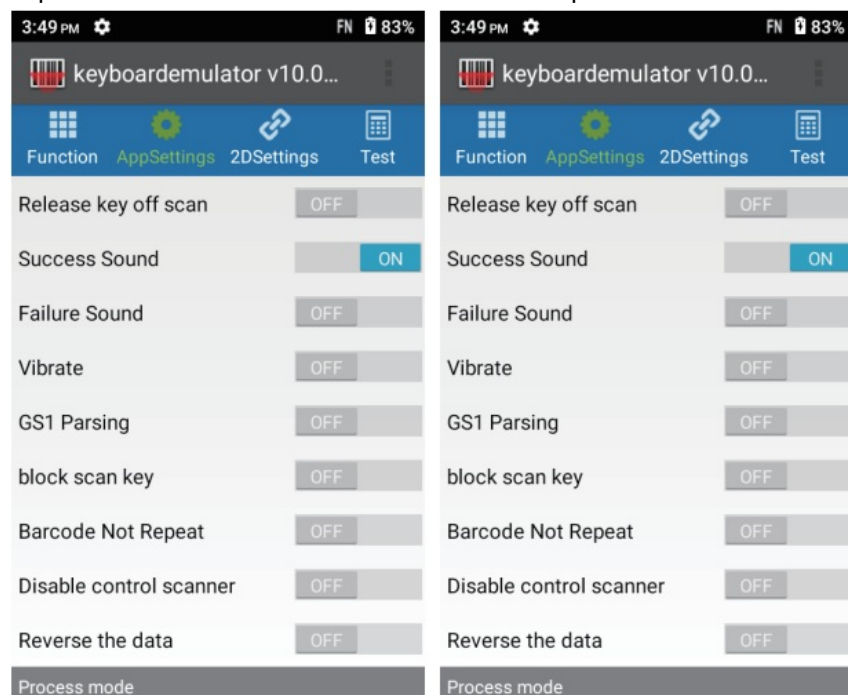 3:49 PM FN 83%
keyboardemulator v10.0...
Function AppSettings 2DSettings Test
Release key off scan OFF
Success Sound ON
Failure Sound OFF
Vibrate OFF
GS1 Parsing OFF
block scan key OFF
Barcode Not Repeat OFF
Disable control scanner OFF
Reverse the data OFF
Process mode
3:49 PM FN 83%
keyboardemulator v10.0...
Function AppSettings 2DSettings Test
Release key off scan OFF
Success Sound ON
Failure Sound OFF
Vibrate OFF
GS1 Parsing OFF
block scan key OFF
Barcode Not Repeat OFF
Disable control scanner OFF
Reverse the data OFF
Process mode